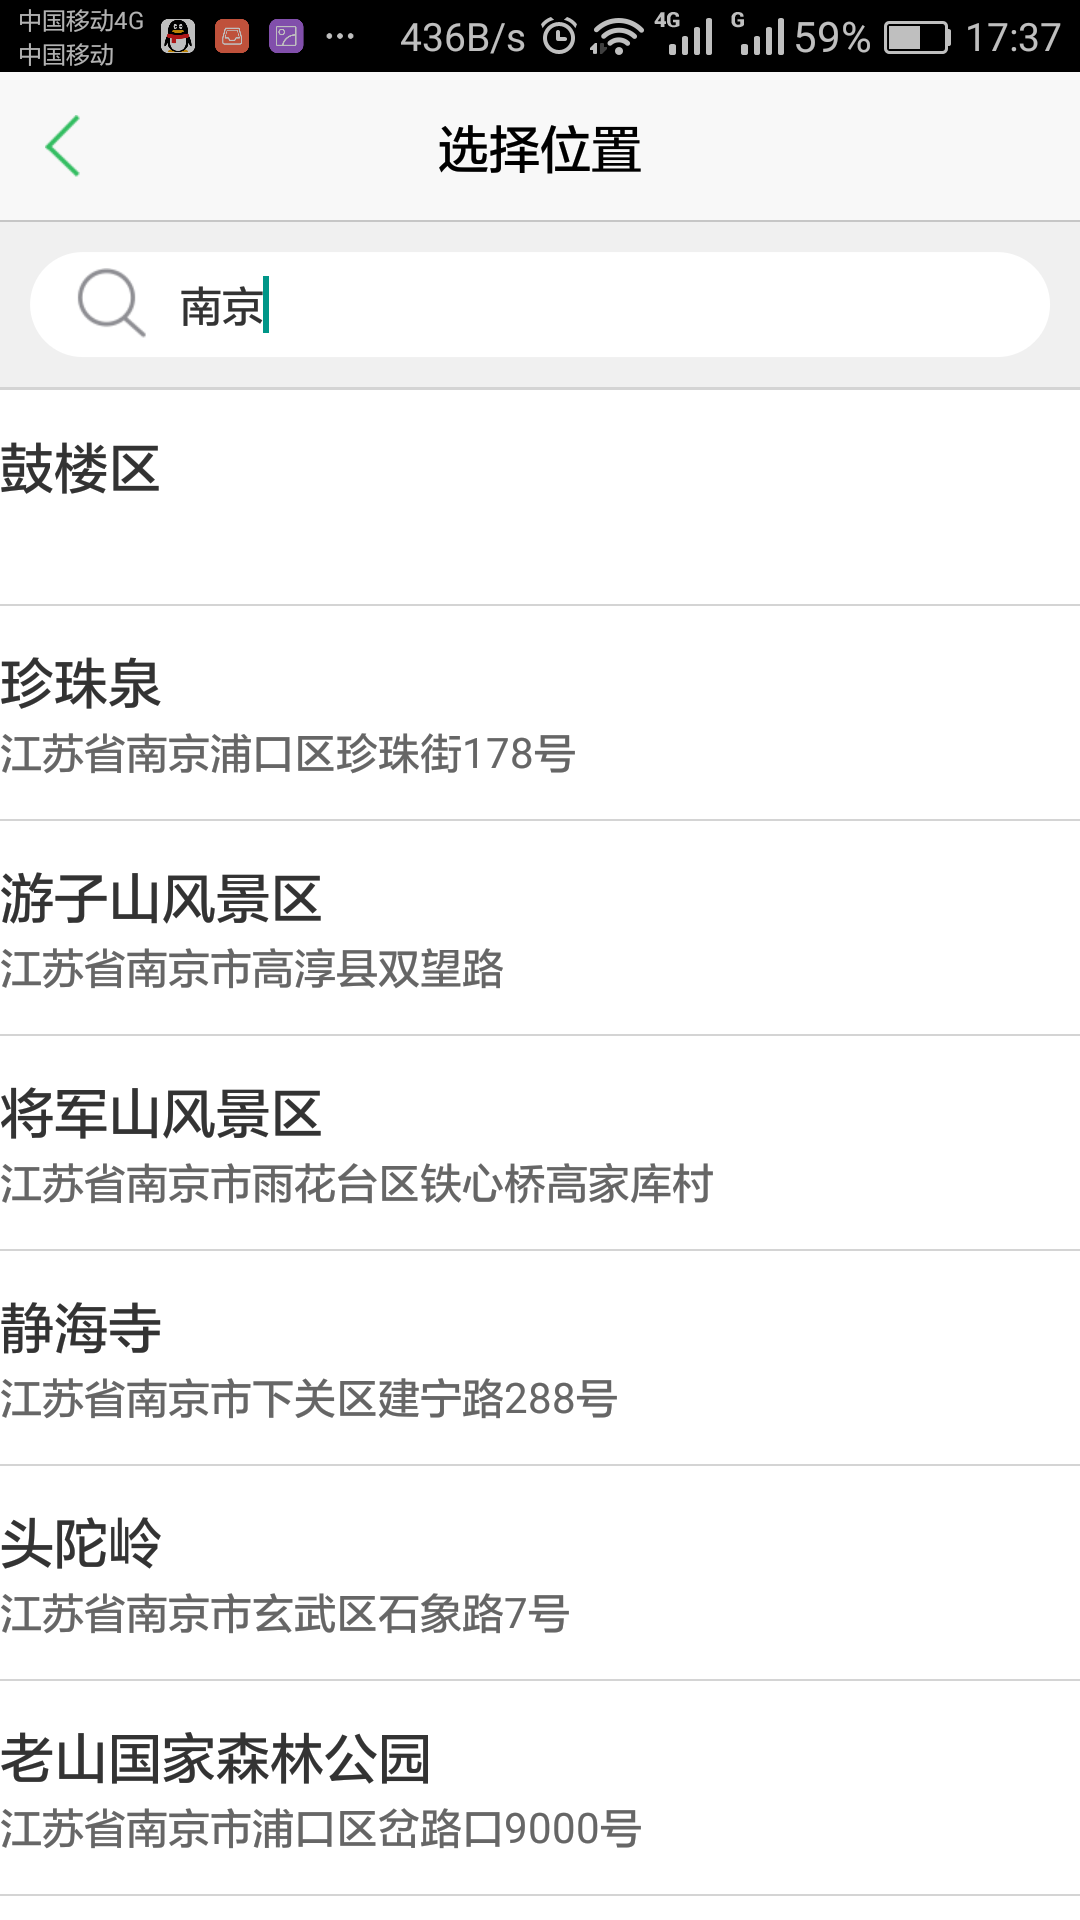 中国移动4G
中国移动
436B/s 4G G 59% 17:37
选择位置
南京
鼓楼区
珍珠泉
江苏省南京浦口区珍珠街178号
游子山风景区
江苏省南京市高淳县双望路
将军山风景区
江苏省南京市雨花台区铁心桥高家库村
静海寺
江苏省南京市下关区建宁路288号
头陀岭
江苏省南京市玄武区石象路7号
老山国家森林公园
江苏省南京市浦口区岔路口9000号